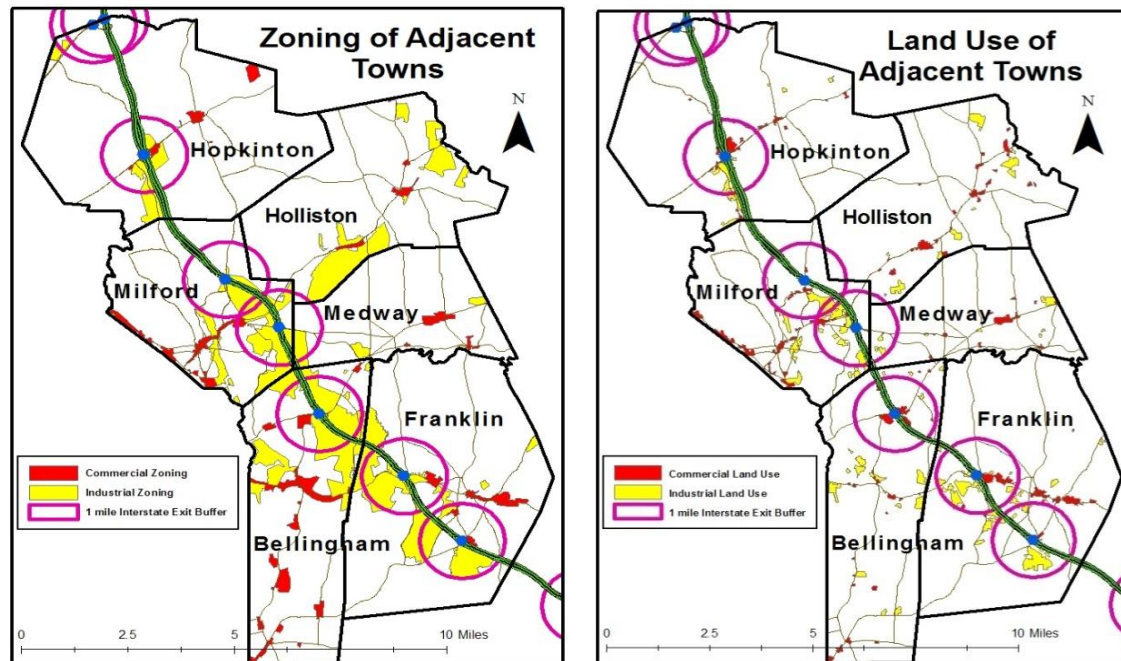 Zoning of Adjacent
Towns
N
Hopkinton
Holliston
Milford
Medway
Franklin
Bellingham
Commercial Zoning
Industrial Zoning
1 mile Interstate Exit Buffer
0 2.5 5 10 Miles
Land Use of
Adjacent Towns
N
Hopkinton
Holliston
Milford
Medway
Franklin
Bellingham
Commercial Land Use
Industrial Land Use
1 mile Interstate Exit Buffer
0 2.5 5 10 Miles